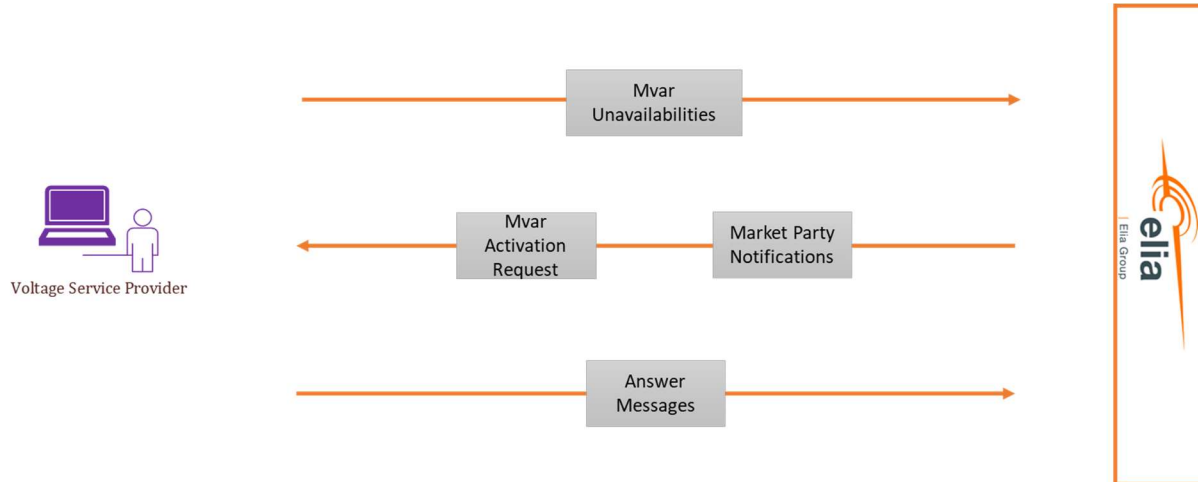 Mvar
Unavailabilities
Mvar
Activation
Request
Market Party
Notifications
Voltage Service Provider
Answer
Messages
elia
Elia Group